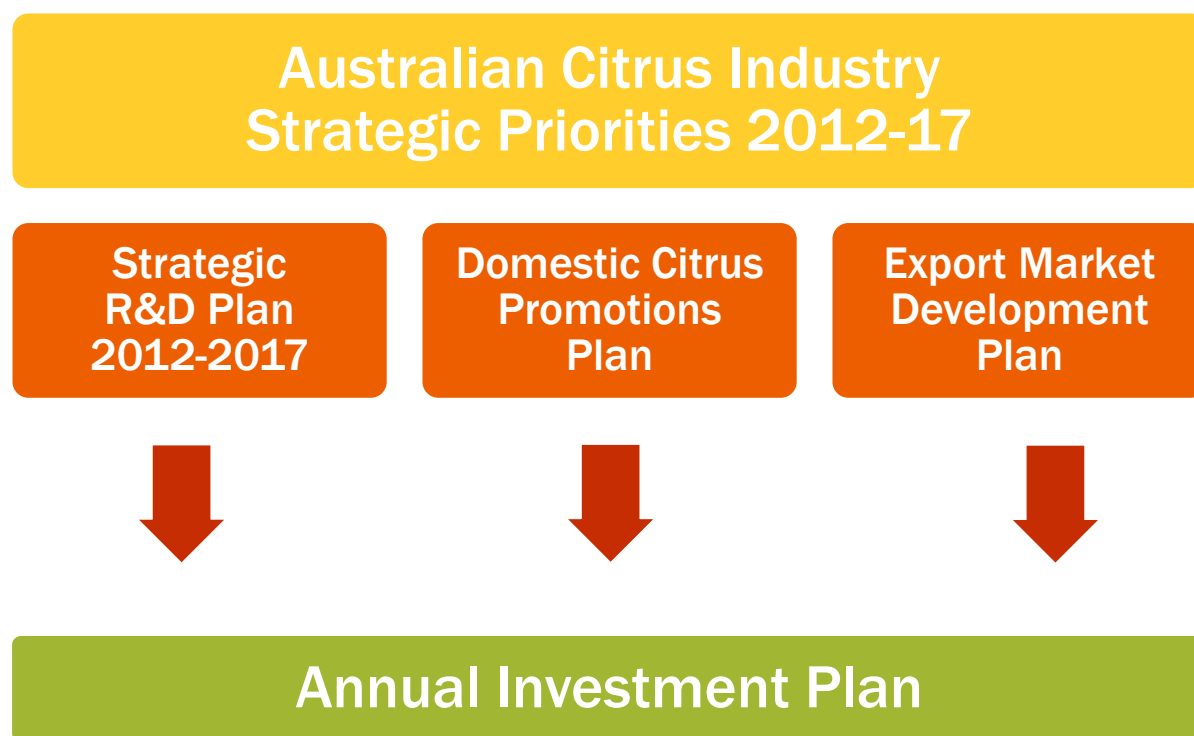 Australian Citrus Industry
Strategic Priorities 2012-17
Strategic
R&D Plan
2012-2017
Domestic Citrus
Promotions
Plan
Export Market
Development
Plan
Annual Investment Plan